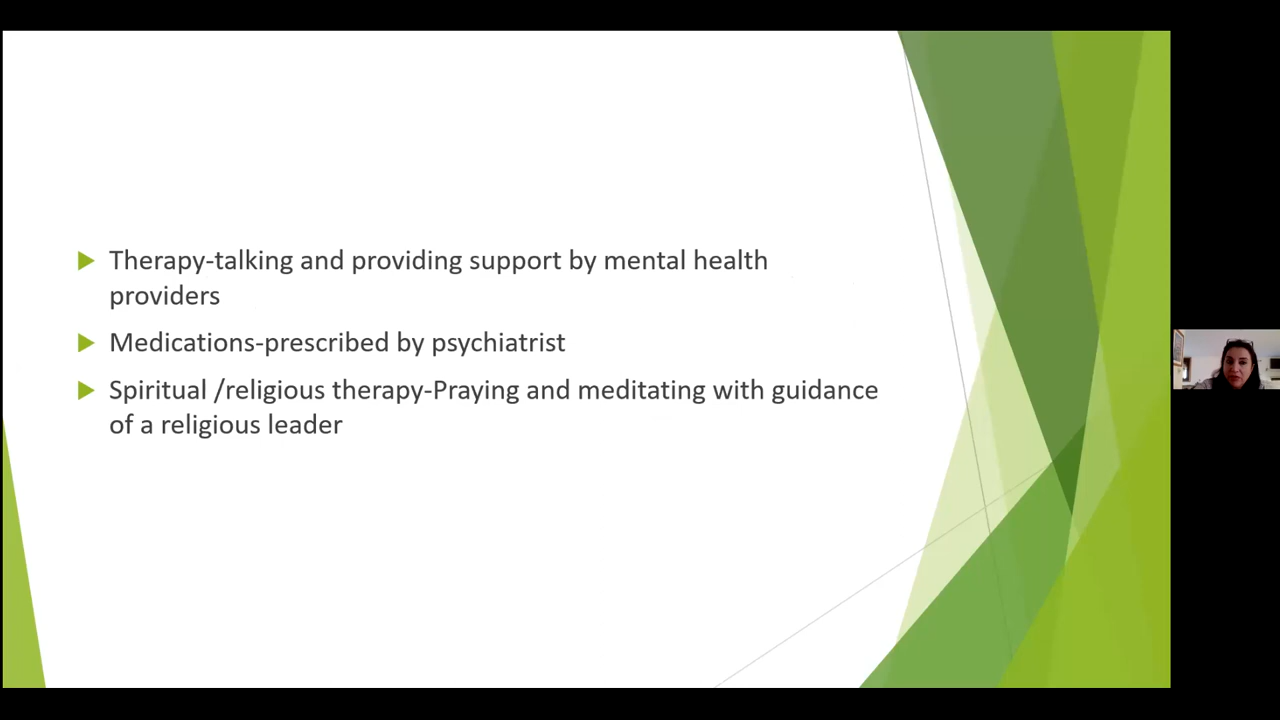 Therapy-talking and providing support by mental health
providers
Medications-prescribed by psychiatrist
Spiritual /religious therapy-Praying and meditating with guidance
of a religious leader